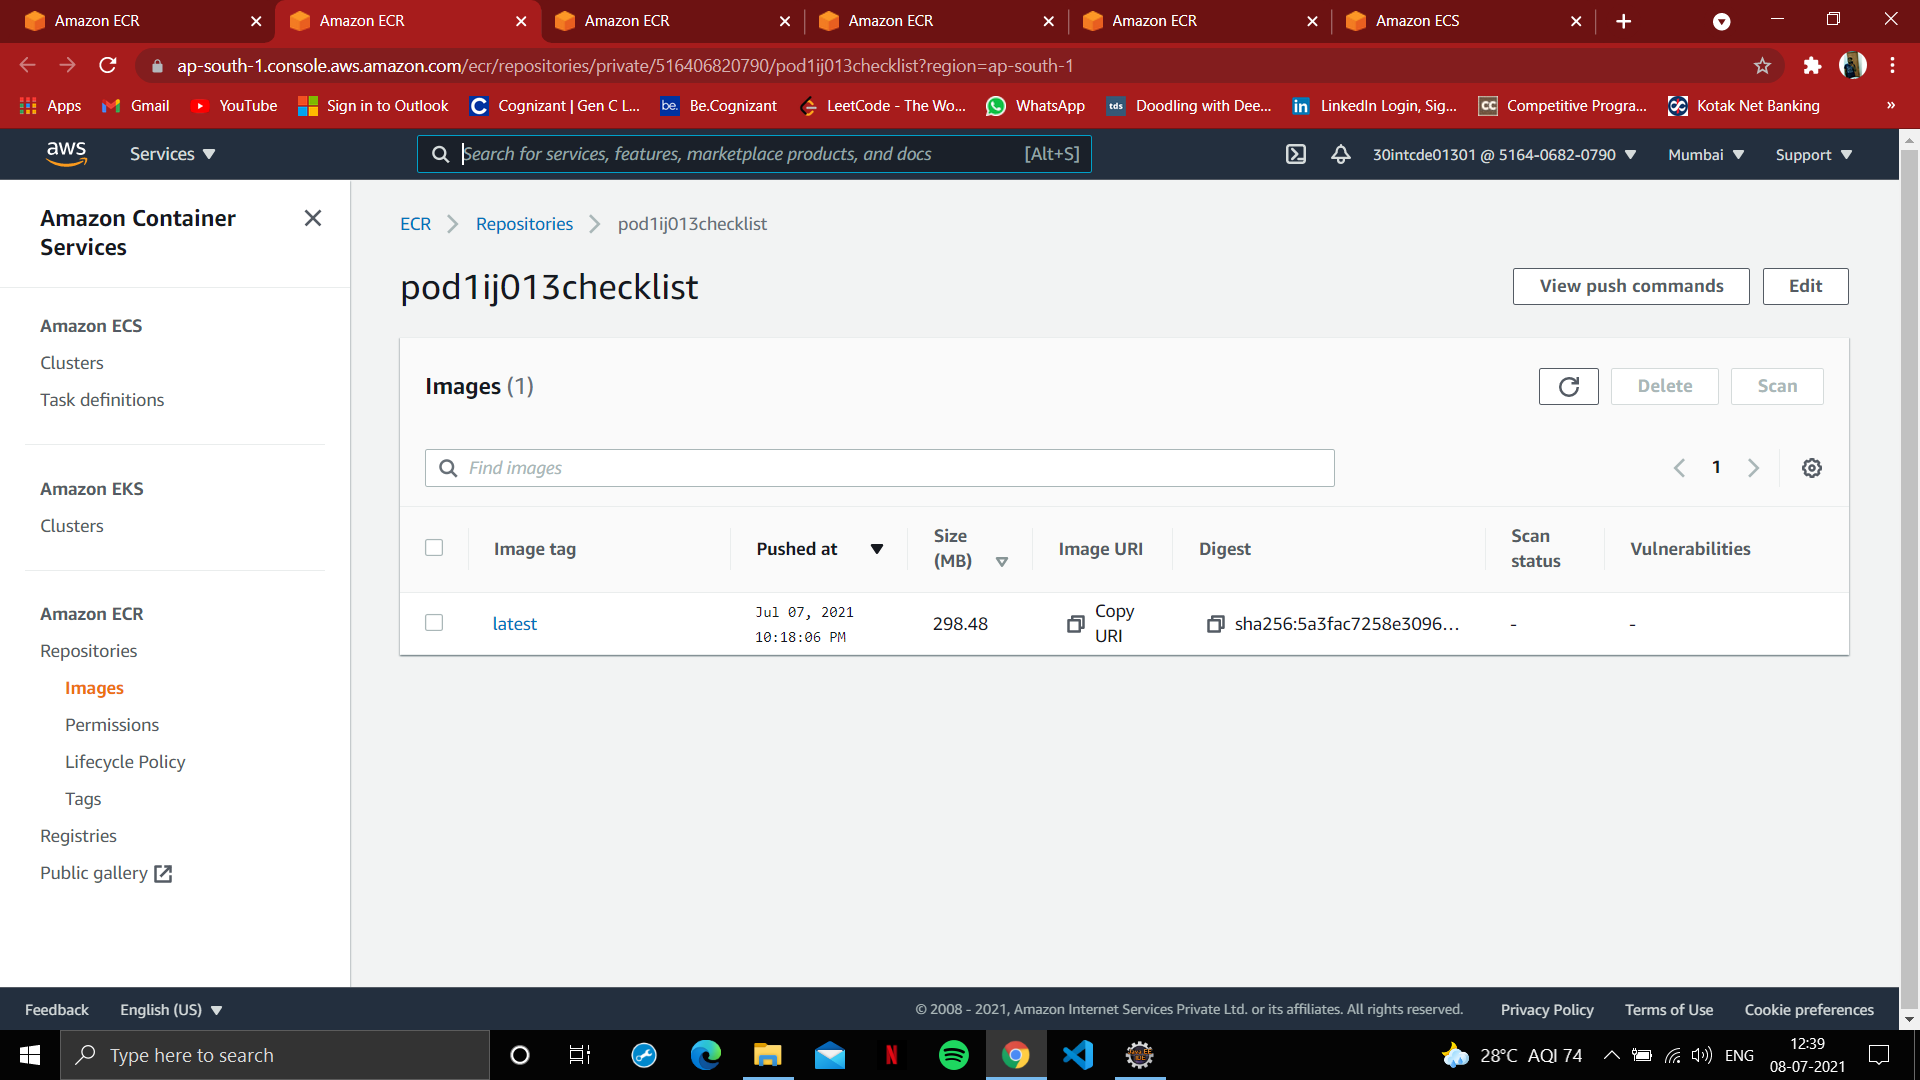 Amazon ECR
Amazon ECR
Amazon ECR
Amazon ECR
Amazon ECR
Amazon ECS
ap-south-1.console.aws.amazon.com/ecr/repositories/private/516406820790/pod1ij013checklist?region=ap-south-1
Apps
Gmail
YouTube
Sign in to Outlook
C
Cognizant | Gen C L...
be.
Be.Cognizant
LeetCode - The Wo...
WhatsApp
tds
Doodling with Dee...
in
LinkedIn Login, Sig...
CC
Competitive Progra...
Kotak Net Banking
»
aws
Services
Search for services, features, marketplace products, and docs
[Alt+S]
30intcde01301 @ 5164-0682-0790
Mumbai
Support
Amazon Container
Services
Amazon ECS
Clusters
Task definitions
Amazon EKS
Clusters
Amazon ECR
Repositories
Images
Permissions
Lifecycle Policy
Tags
Registries
Public gallery
ECR
Repositories
pod1ij013checklist
pod1ij013checklist
View push commands
Edit
Images (1)
Delete
Scan
Find images
1
Image tag
Pushed at
Size
(MB)
Image URI
Digest
Scan
status
Vulnerabilities
latest
Jul 07, 2021
10:18:06 PM
298.48
Copy
URI
sha256:5a3fac7258e3096...
-
-
Feedback
English (US)
© 2008 - 2021, Amazon Internet Services Private Ltd. or its affiliates. All rights reserved.
Privacy Policy
Terms of Use
Cookie preferences
Type here to search
N
28°C
AQI 74
ENG
12:39
08-07-2021